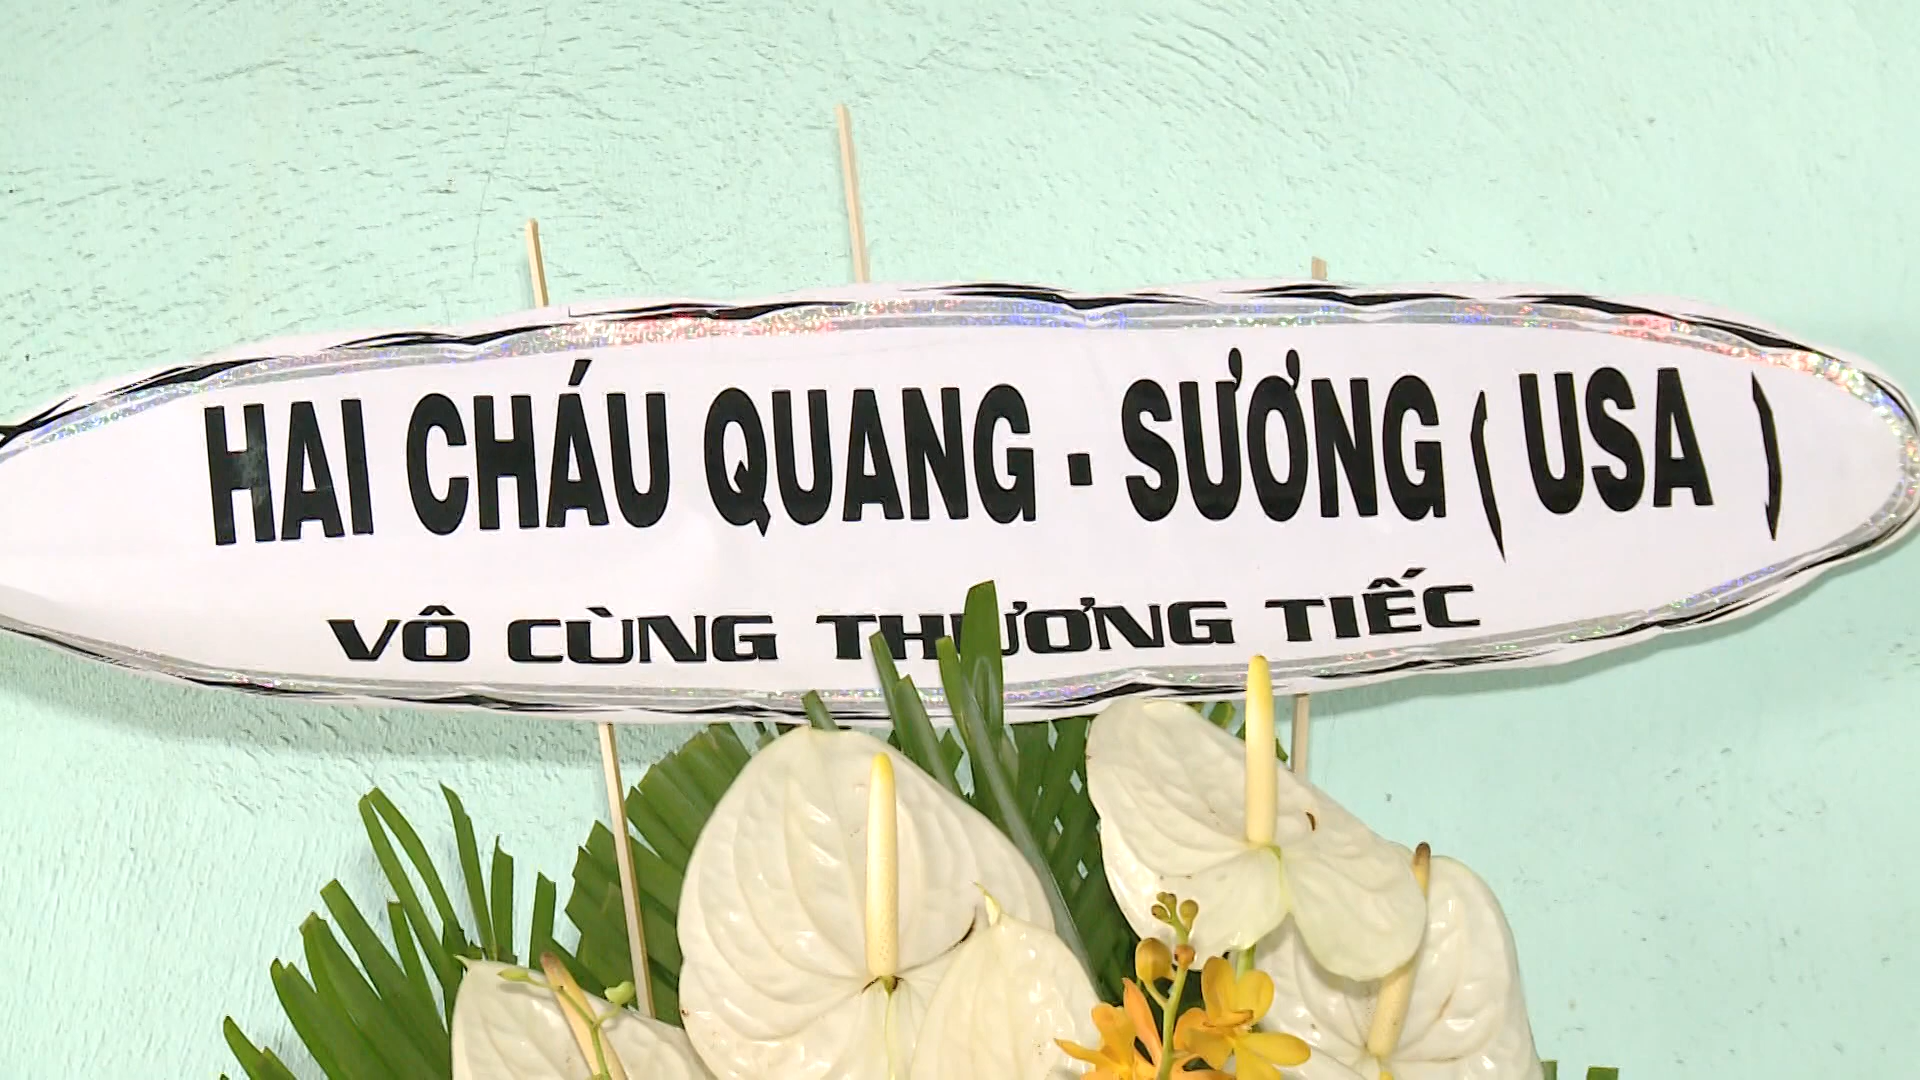 HAI CHÁU QUANG - SƯƠNG ( USA )
VÔ CÙNG THƯƠNG TIẾC